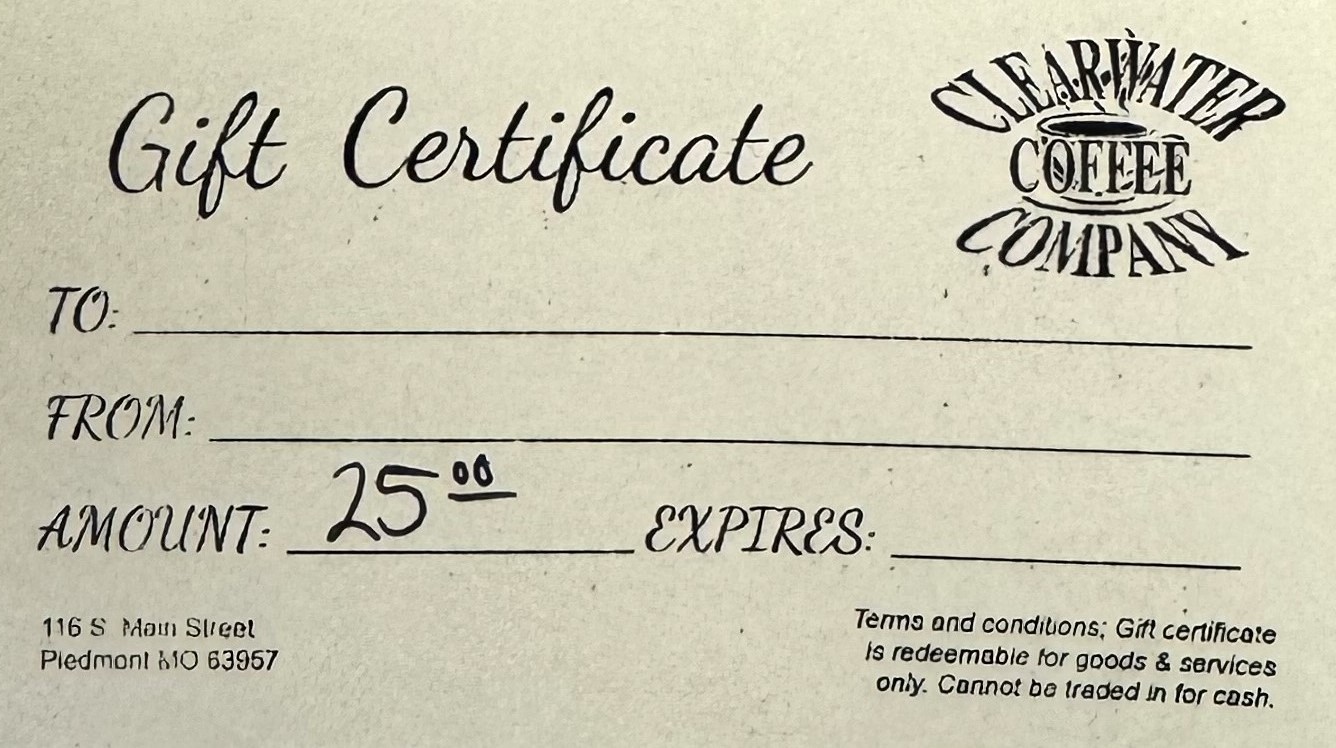 Gift Certificate
CLEARWATER
COFFEE
COMPANY
TO:
FROM:
AMOUNT: 25 00 EXPIRES:
116 S Main Street
Piedmont MO 63957
Terms and conditions; Gift certificate
is redeemable for goods & services
only. Cannot be traded in for cash.